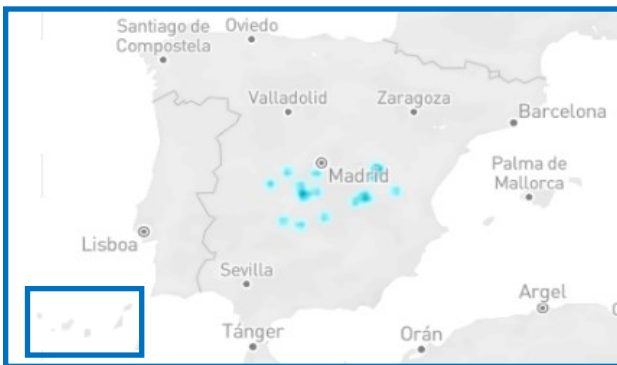 Santiago de
Compostela
Oviedo
Valladolid
Zaragoza
Barcelona
Madrid
Palma de
Mallorca
Lisboa
Sevilla
Argel
Tánger
Orán